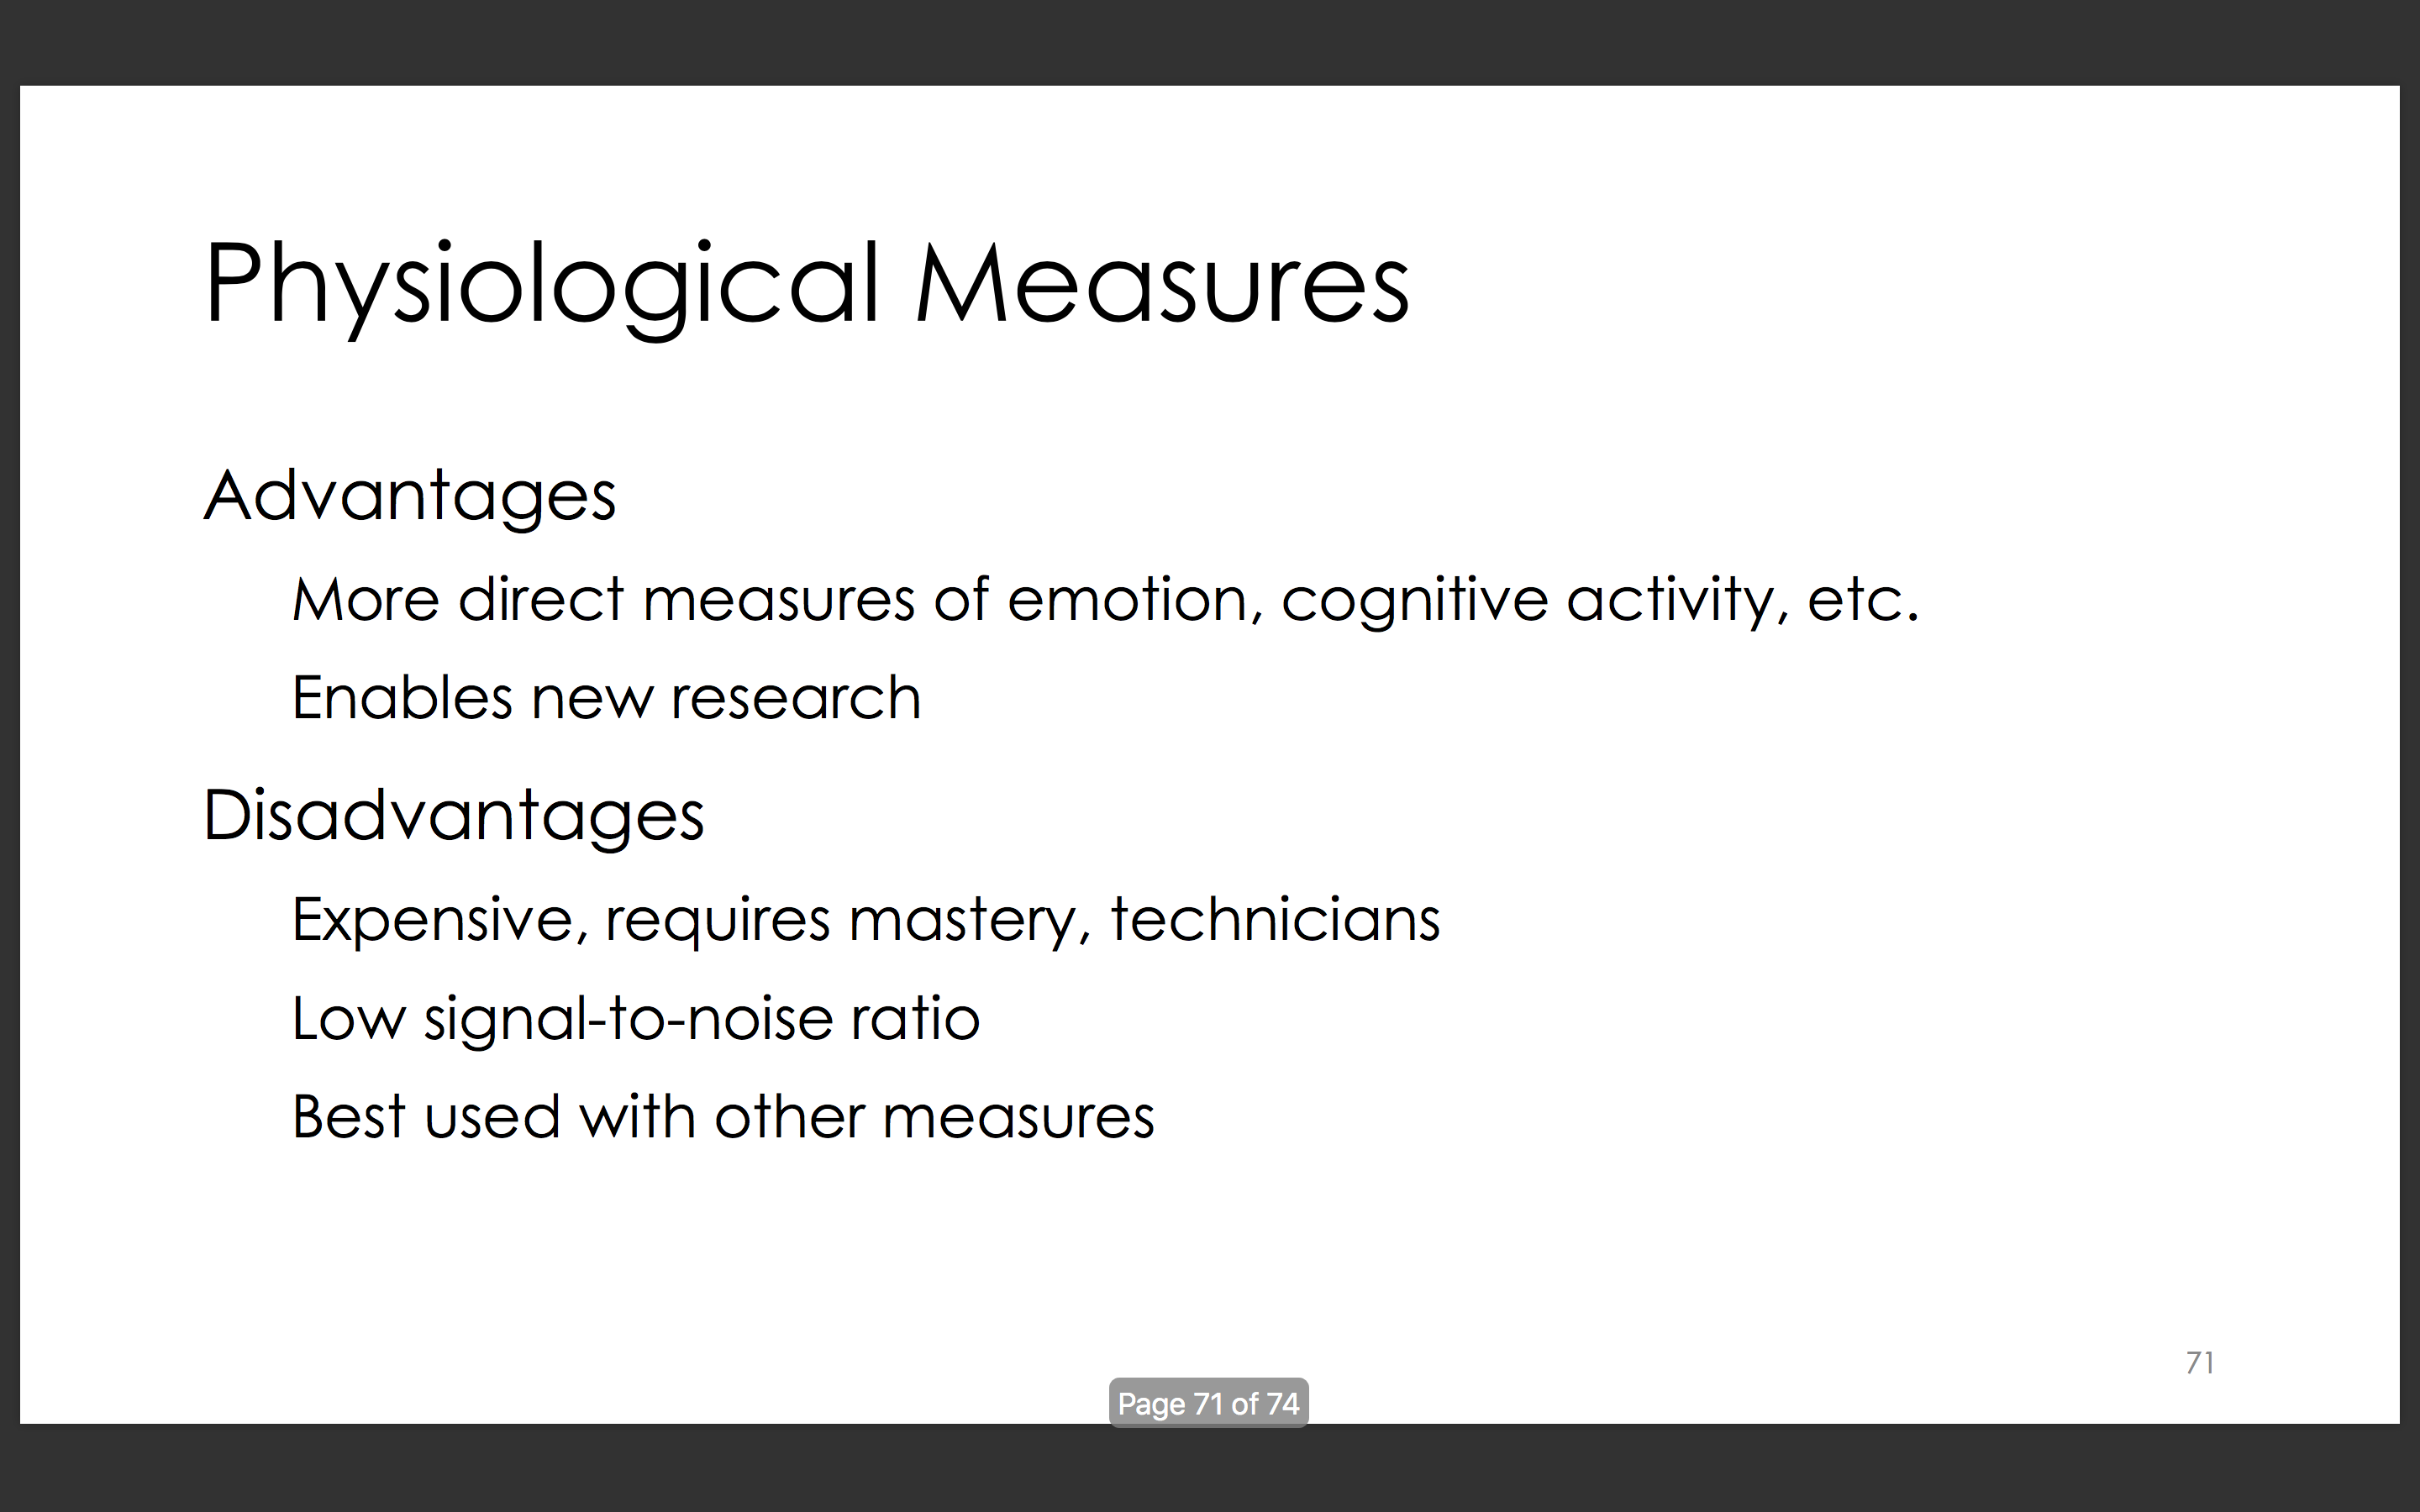 Physiological Measures
Advantages
More direct measures of emotion, cognitive activity, etc.
Enables new research
Disadvantages
Expensive, requires mastery, technicians
Low signal-to-noise ratio
Best used with other measures
71
Page 71 of 74